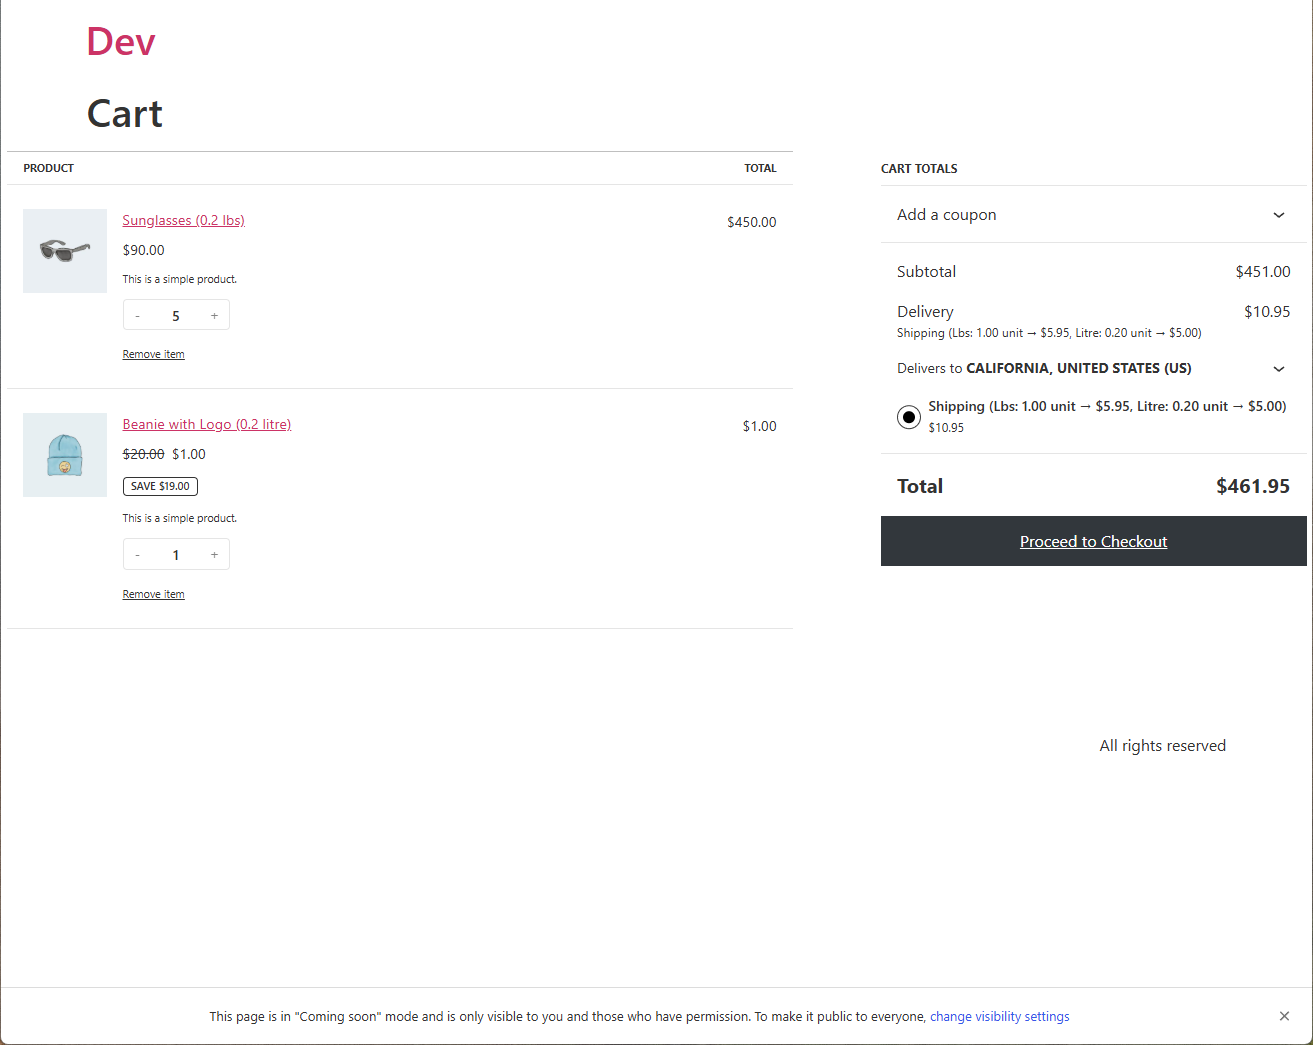 Dev
Cart
PRODUCT TOTAL
Sunglasses (0.2 lbs) $450.00
$90.00
This is a simple product.
- 5 +
Remove item
Beanie with Logo (0.2 litre) $1.00
$20.00 $1.00
SAVE $19.00
This is a simple product.
- 1 +
Remove item
CART TOTALS
Add a coupon
Subtotal $451.00
Delivery $10.95
Shipping (Lbs: 1.00 unit → $5.95, Litre: 0.20 unit → $5.00)
Delivers to CALIFORNIA, UNITED STATES (US)
Shipping (Lbs: 1.00 unit → $5.95, Litre: 0.20 unit → $5.00)
$10.95
Total $461.95
Proceed to Checkout
All rights reserved
This page is in "Coming soon" mode and is only visible to you and those who have permission. To make it public to everyone, change visibility settings